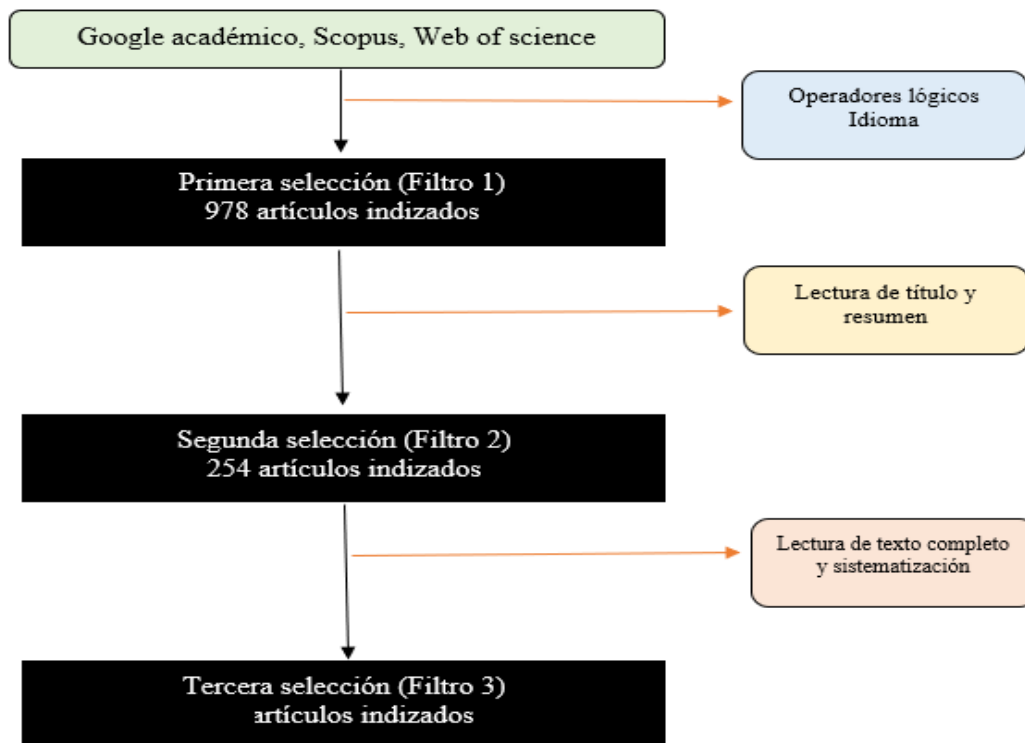 Google académico, Scopus, Web of science
Operadores lógicos
Idioma
Primera selección (Filtro 1)
978 artículos indizados
Lectura de título y
resumen
Segunda selección (Filtro 2)
254 artículos indizados
Lectura de texto completo
y sistematización
Tercera selección (Filtro 3)
artículos indizados